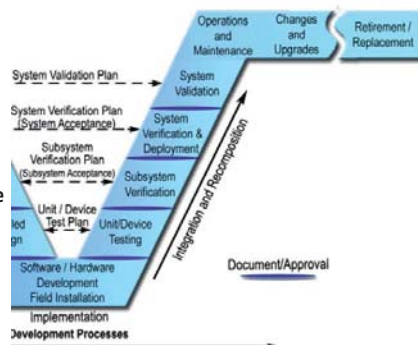 Operations
and
Maintenance
Changes
and
Upgrades
Retirement /
Replacement
System Validation Plan
System
Validation
System Verification Plan
(System Acceptance)
System
Verification &
Deployment
Subsystem
Verification Plan
(Subsystem Acceptance)
Subsystem
Verification
Integration and Recomposition
e
Unit / Device
Test Plan
Unit/Device
Testing
led
gn
Software / Hardware
Development
Field Installation
Document/Approval
Implementation
Development Processes